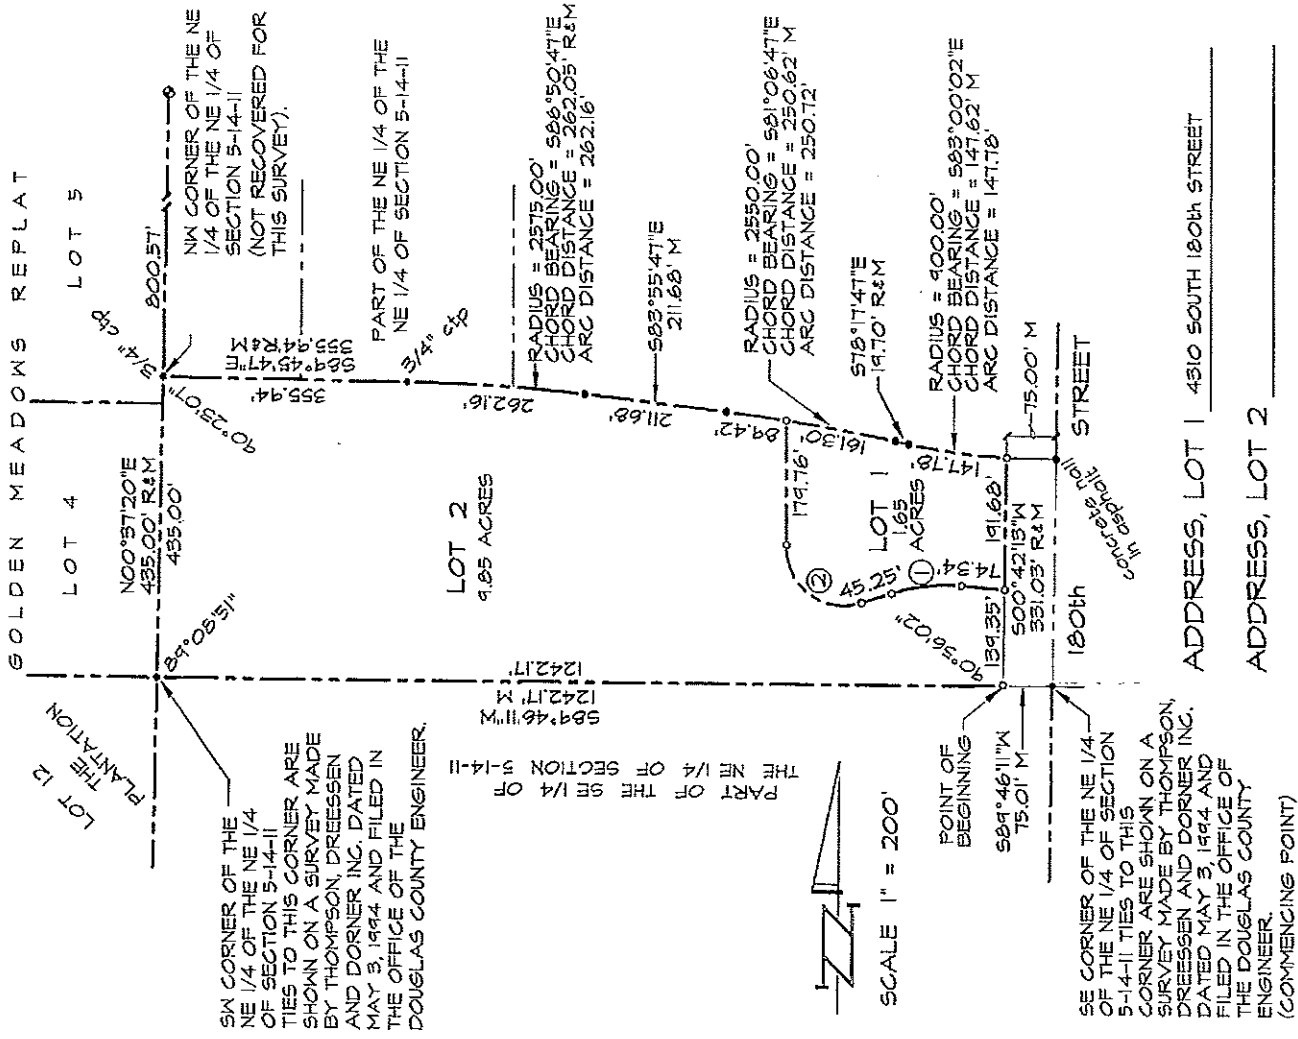 GOLDEN MEADOWS REPLAT
LOT 4
LOT 5
LOT 12
THE
PLANTATION
N00°37'20"E
435.00' R&M
435.00'
3/4" ctp
800.57'
NW CORNER OF THE NE
1/4 OF THE NE 1/4 OF
SECTION 5-14-11
(NOT RECOVERED FOR
THIS SURVEY).
89°08'51"
90°25'07"
S89°45'47"E
355.94' R&M
355.94'
PART OF THE NE 1/4 OF THE
NE 1/4 OF SECTION 5-14-11
3/4" ctp
262.16'
RADIUS = 2575.00'
CHORD BEARING = S86°50'47"E
CHORD DISTANCE = 262.05' R&M
ARC DISTANCE = 262.16'
LOT 2
9.85 ACRES
211.68'
S83°55'47"E
211.68' M
89.42'
RADIUS = 2550.00'
CHORD BEARING = S81°06'47"E
CHORD DISTANCE = 250.62' M
ARC DISTANCE = 250.72'
179.76'
161.30'
S78°17'47"E
19.70' R&M
LOT 1
1.65
ACRES
147.78'
RADIUS = 900.00'
CHORD BEARING = S83°00'02"E
CHORD DISTANCE = 147.62' M
ARC DISTANCE = 147.78'
2
45.25'
1
74.34'
1242.17'
1242.17' M
S89°46'11"W
SW CORNER OF THE
NE 1/4 OF THE NE 1/4
OF SECTION 5-14-11
TIES TO THIS CORNER ARE
SHOWN ON A SURVEY MADE
BY THOMPSON, DREESSEN
AND DORNER INC. DATED
MAY 3, 1994 AND FILED IN
THE OFFICE OF THE
DOUGLAS COUNTY ENGINEER.
PART OF THE SE 1/4 OF
THE NE 1/4 OF SECTION 5-14-11
90°56'02"
139.35'
191.68'
S00°42'13"W
331.03' R&M
75.00' M
POINT OF
BEGINNING
S89°46'11"W
75.01' M
180th
STREET
concrete nail
in asphalt
SCALE 1" = 200'
SE CORNER OF THE NE 1/4
OF THE NE 1/4 OF SECTION
5-14-11 TIES TO THIS
CORNER ARE SHOWN ON A
SURVEY MADE BY THOMPSON,
DREESSEN AND DORNER INC.
DATED MAY 3, 1994 AND
FILED IN THE OFFICE OF
THE DOUGLAS COUNTY
ENGINEER.
(COMMENCING POINT)
ADDRESS, LOT 1 4310 SOUTH 180th STREET
ADDRESS, LOT 2